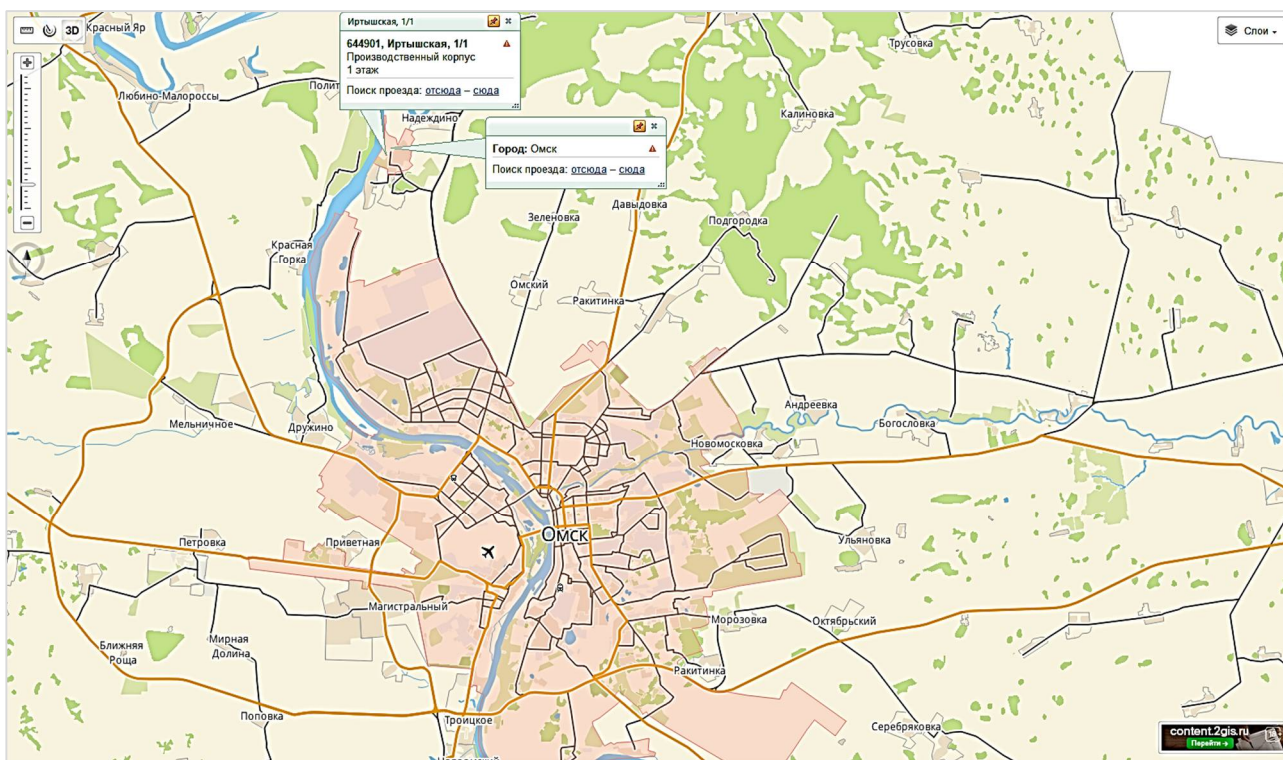 3D
Красный Яр
Иртышская, 1/1
644901, Иртышская, 1/1
Производственный корпус
1 этаж
Поиск проезда: отсюда – сюда
Слои
Трусовка
Любино-Малороссы
Полит
Надеждино
Калиновка
Город: Омск
Поиск проезда: отсюда – сюда
Зеленовка
Давыдовка
Подгородка
Красная
Горка
Омский
Ракитинка
Андреевка
Мельничное
Дружино
Богословка
Новомосковка
Омск
Петровка
Приветная
Ульяновка
Магистральный
Морозовка
Октябрьский
Ближняя
Роща
Мирная
Долина
Ракитинка
Поповка
Троицкое
Серебряковка
content.2gis.ru
Перейти →